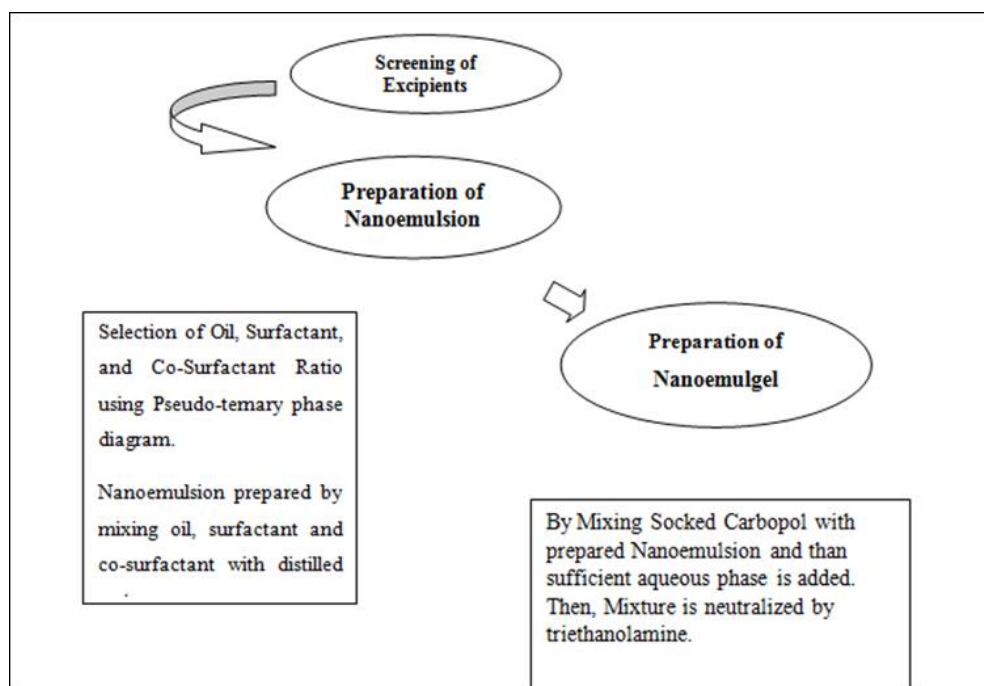 Screening of
Excipients
Preparation of
Nanoemulsion
Preparation of
Nanoemulgel
Selection of Oil, Surfactant,
and Co-Surfactant Ratio
using Pseudo-ternary phase
diagram.
Nanoemulsion prepared by
mixing oil, surfactant and
co-surfactant with distilled
By Mixing Socked Carbopol with
prepared Nanoemulsion and than
sufficient aqueous phase is added.
Then, Mixture is neutralized by
triethanolamine.